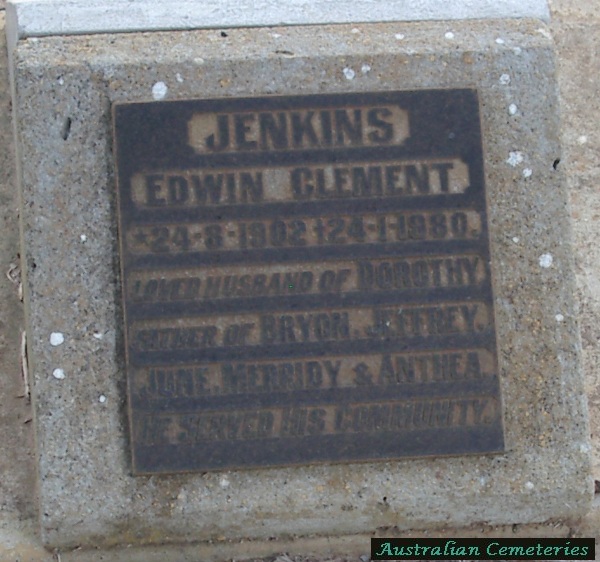 JENKINS
EDWIN CLEMENT
*24-8-1902 +24-1-1980.
LOVED HUSBAND OF DOROTHY
FATHER OF BRYON, JEFFREY,
JUNE, MERRIDY & ANTHEA.
HE SERVED HIS COMMUNITY.
Australian Cemeteries